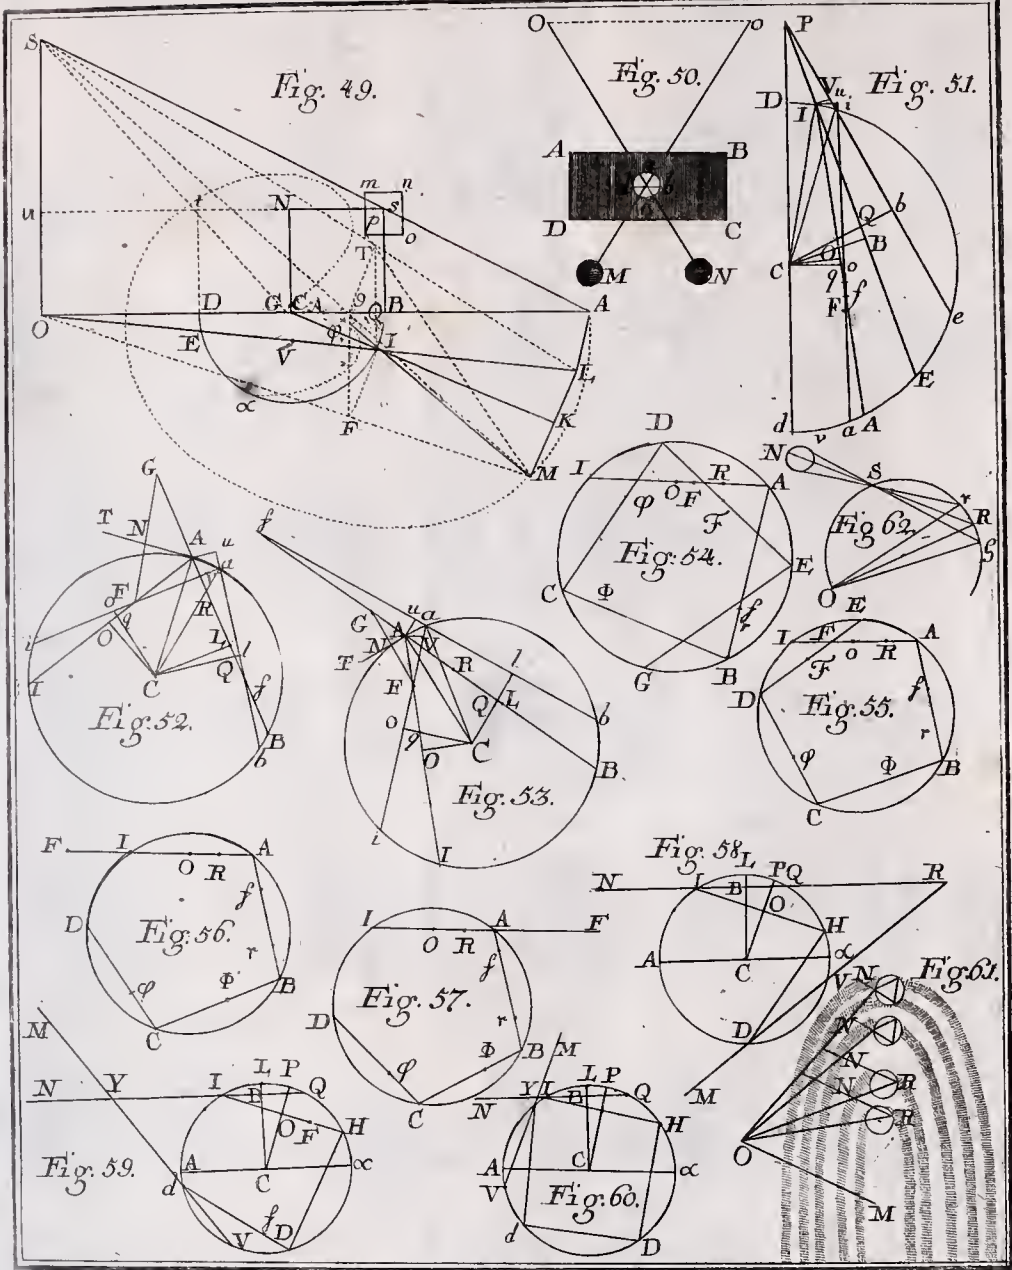 Fig. 49.
S
u
t
N
m
n
p
s
o
T
O
D
G
C
A
g
Q
B
A
E
V
φ
I
α
F
L
K
M
Fig. 50.
O
o
A
B
D
C
M
N
Fig. 51.
P
D
V
u
I
i
Q
b
B
C
O
o
q
f
F
e
E
d
v
a
A
Fig. 52.
G
T
N
A
u
a
V
F
R
o
q
O
i
I
L
l
Q
C
f
B
b
Fig. 53.
f
G
u
a
A
N
V
T
R
l
F
Q
L
o
q
O
C
b
B
i
I
Fig. 54.
D
I
R
A
O
F
φ
F
E
C
Φ
f
r
G
B
Fig 62.
N
S
r
R
ϱ
O
Fig. 55.
E
I
F
A
o
R
F
D
f
r
φ
Φ
B
C
Fig. 56.
F
I
A
O
R
f
D
r
φ
Φ
B
C
Fig. 57.
I
A
F
O
R
f
D
r
φ
Φ
B
C
Fig. 58.
L
N
I
B
P
Q
R
O
H
A
C
α
V
D
M
Fig. 59.
M
N
Y
I
L
P
Q
B
O
F
H
A
C
α
d
f
V
D
Fig. 60.
M
N
Y
I
L
P
Q
B
H
A
C
α
V
d
D
Fig. 61.
N
N
N
R
N
R
O
M